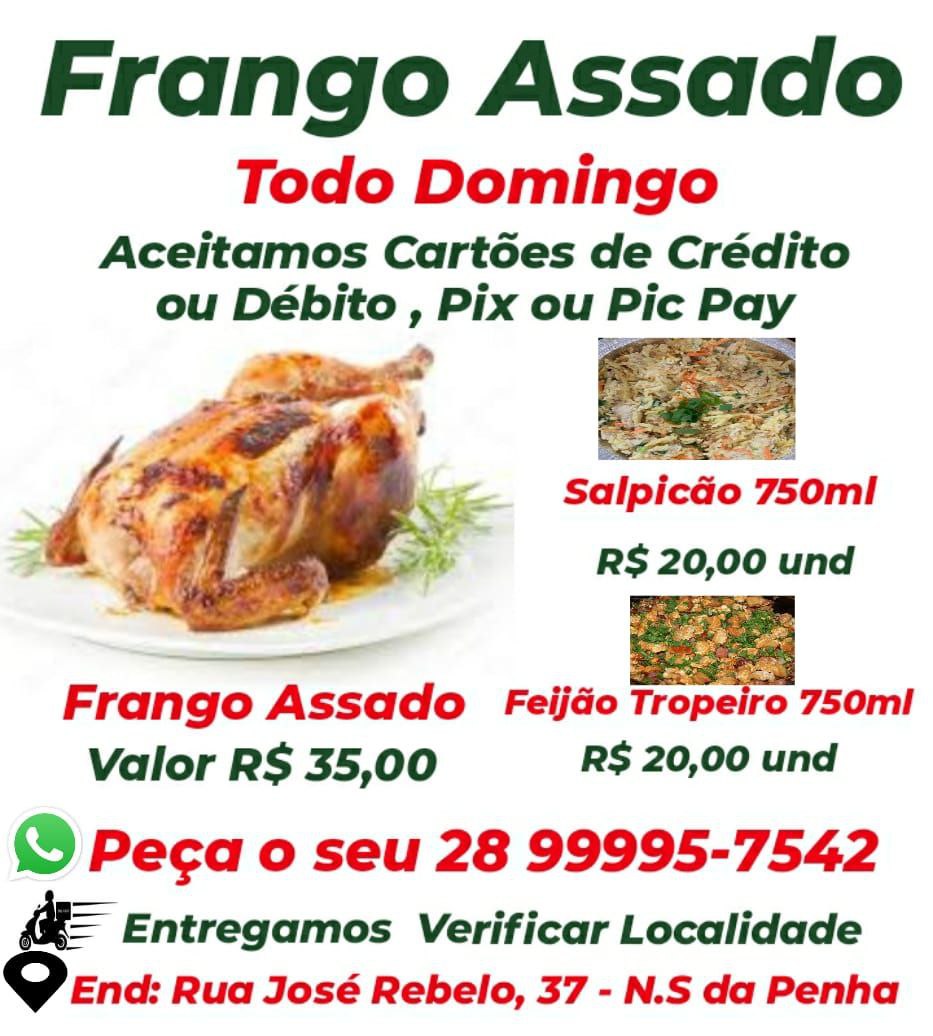 Frango Assado
Todo Domingo
Aceitamos Cartões de Crédito
ou Débito , Pix ou Pic Pay
Salpicão 750ml
R$ 20,00 und
Frango Assado
Valor R$ 35,00
Feijão Tropeiro 750ml
R$ 20,00 und
Peça o seu 28 99995-7542
Entregamos Verificar Localidade
End: Rua José Rebelo, 37 - N.S da Penha